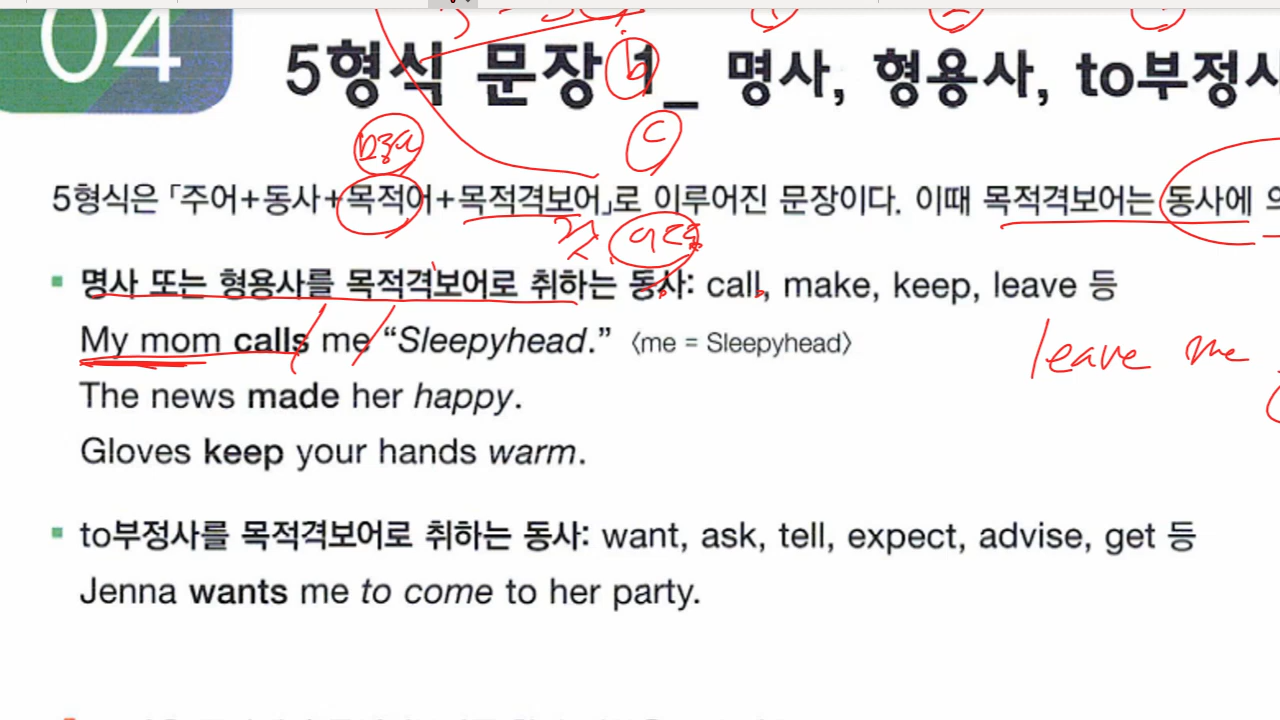 04
5형식 문장 1_ 명사, 형용사, to부정사
5형식은 「주어+동사+목적어+목적격보어」로 이루어진 문장이다. 이때 목적격보어는 동사에
명사 또는 형용사를 목적격보어로 취하는 동사: call, make, keep, leave 등
My mom calls me “Sleepyhead.” 〈me = Sleepyhead〉
leave me
The news made her happy.
Gloves keep your hands warm.
to부정사를 목적격보어로 취하는 동사: want, ask, tell, expect, advise, get 등
Jenna wants me to come to her party.